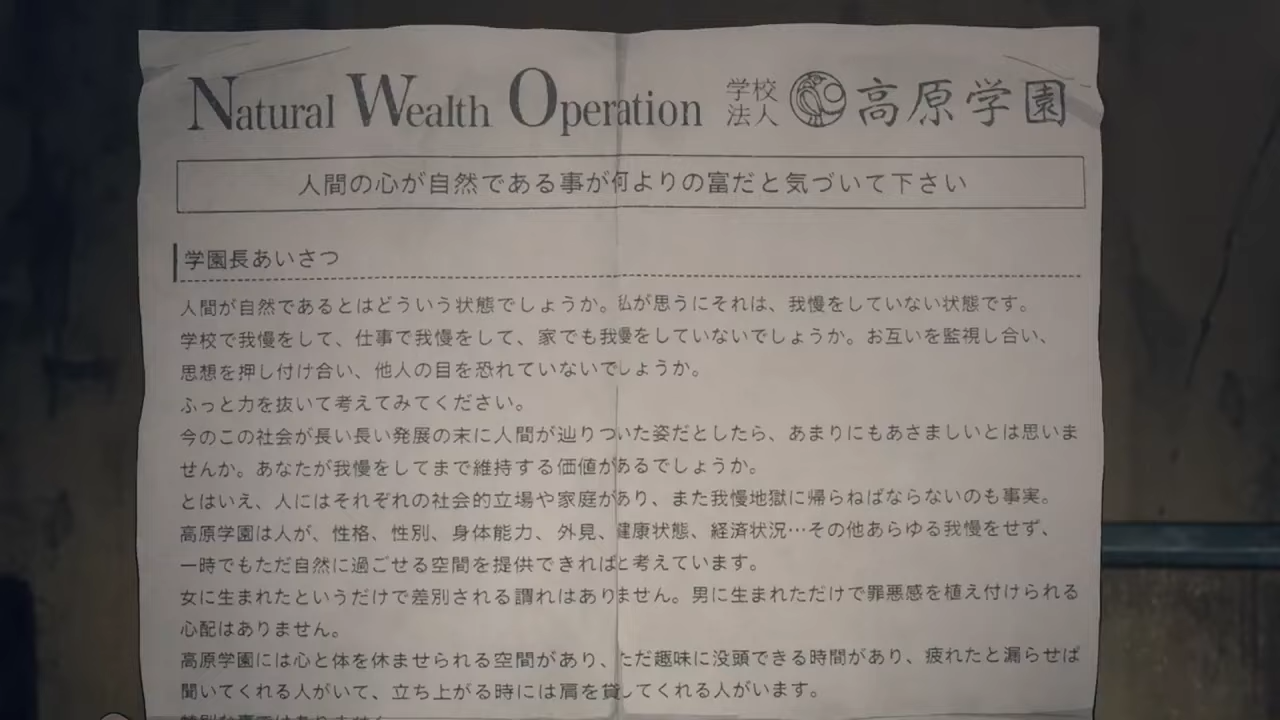 Natural Wealth Operation 学校法人 高原学園
人間の心が自然である事が何よりの富だと気づいて下さい
学園長あいさつ
人間が自然であるとはどういう状態でしょうか。私が思うにそれは、我慢をしていない状態です。
学校で我慢をして、仕事で我慢をして、家でも我慢をしていないでしょうか。お互いを監視し合い、
思想を押し付け合い、他人の目を恐れていないでしょうか。
ふっと力を抜いて考えてみてください。
今のこの社会が長い長い発展の末に人間が辿りついた姿だとしたら、あまりにもあさましいとは思いま
せんか。あなたが我慢をしてまで維持する価値があるでしょうか。
とはいえ、人にはそれぞれの社会的立場や家庭があり、また我慢地獄に帰らねばならないのも事実。
高原学園は人が、性格、性別、身体能力、外見、健康状態、経済状況…その他あらゆる我慢をせず、
一時でもただ自然に過ごせる空間を提供できればと考えています。
女に生まれたというだけで差別される謂れはありません。男に生まれただけで罪悪感を植え付けられる
心配はありません。
高原学園には心と体を休ませられる空間があり、ただ趣味に没頭できる時間があり、疲れたと漏らせば
聞いてくれる人がいて、立ち上がる時には肩を貸してくれる人がいます。